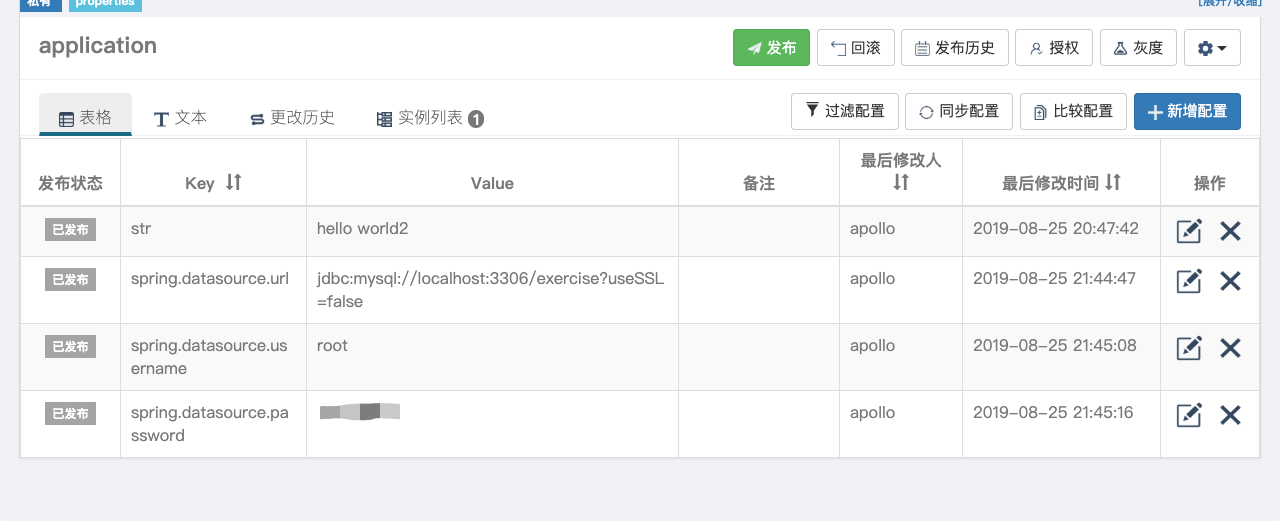 私有 properties [展开/收缩]
application 发布 回滚 发布历史 授权 灰度
表格 文本 更改历史 实例列表 1 过滤配置 同步配置 比较配置 新增配置
发布状态 Key Value 备注 最后修改人 最后修改时间 操作
已发布 str hello world2 apollo 2019-08-25 20:47:42
已发布 spring.datasource.url jdbc:mysql://localhost:3306/exercise?useSSL apollo 2019-08-25 21:44:47
=false
已发布 spring.datasource.us root apollo 2019-08-25 21:45:08
ername
已发布 spring.datasource.pa apollo 2019-08-25 21:45:16
ssword